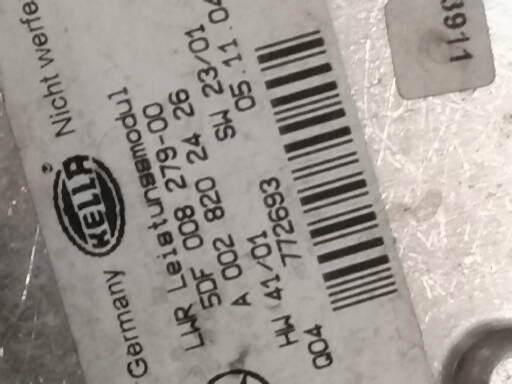 Germany
HELLA
®
Nicht werfe
LWR Leistungsmodul
5DF 008 279-00
A 002 820 24 26
HW 41/01
SW 23/01
772693
05.11.04
Q04
3911